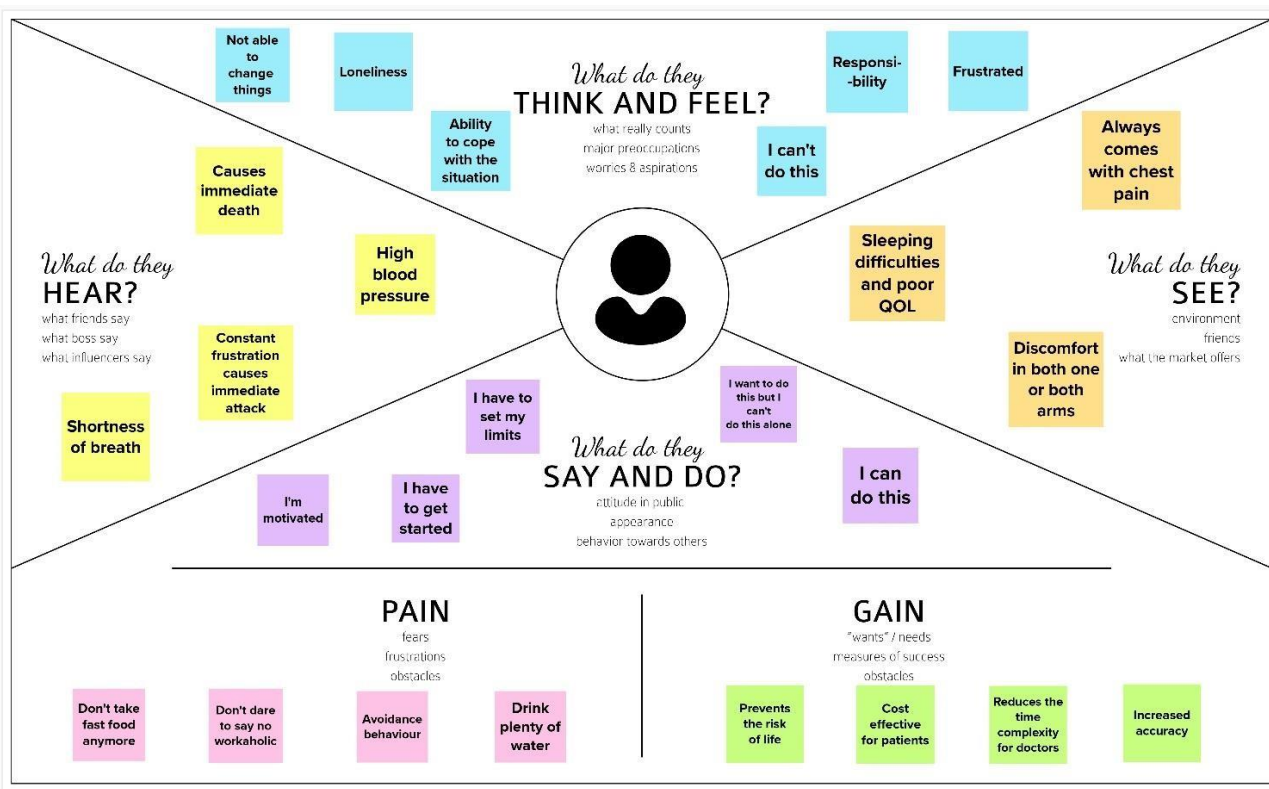 Not able
to
change
things
Loneliness
Ability
to cope
with the
situation
What do they
THINK AND FEEL?
what really counts
major preoccupations
worries & aspirations
Responsi-
-bility
Frustrated
I can't
do this
Causes
immediate
death
High
blood
pressure
What do they
HEAR?
what friends say
what boss say
what influencers say
Constant
frustration
causes
immediate
attack
Shortness
of breath
Always
comes
with chest
pain
Sleeping
difficulties
and poor
QOL
What do they
SEE?
environment
friends
what the market offers
Discomfort
in both one
or both
arms
I have to
set my
limits
I'm
motivated
I have
to get
started
What do they
SAY AND DO?
attitude in public
appearance
behavior towards others
I want to do
this but I
can't
do this alone
I can
do this
PAIN
fears
frustrations
obstacles
Don't take
fast food
anymore
Don't dare
to say no
workaholic
Avoidance
behaviour
Drink
plenty of
water
GAIN
"wants" / needs
measures of success
obstacles
Prevents
the risk
of life
Cost
effective
for patients
Reduces the
time
complexity
for doctors
Increased
accuracy